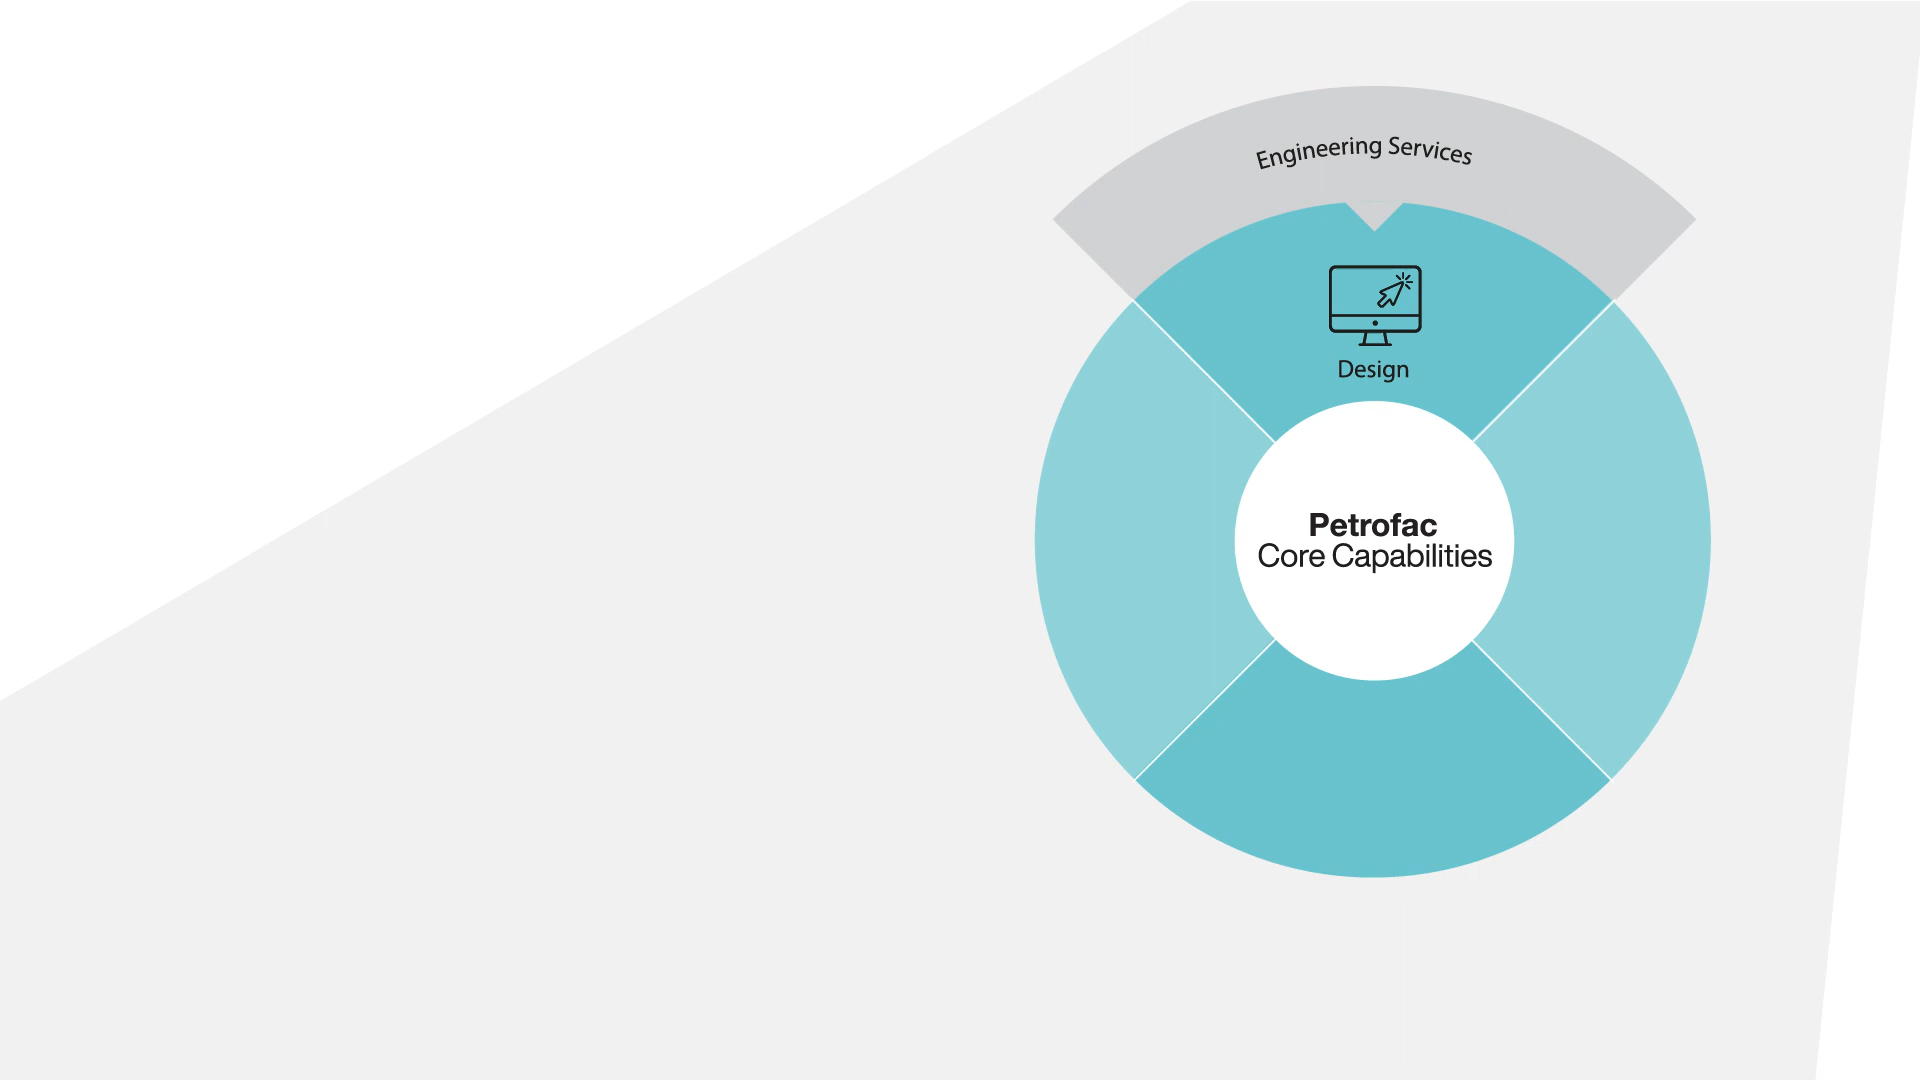 Engineering Services
Design
Petrofac
Core Capabilities